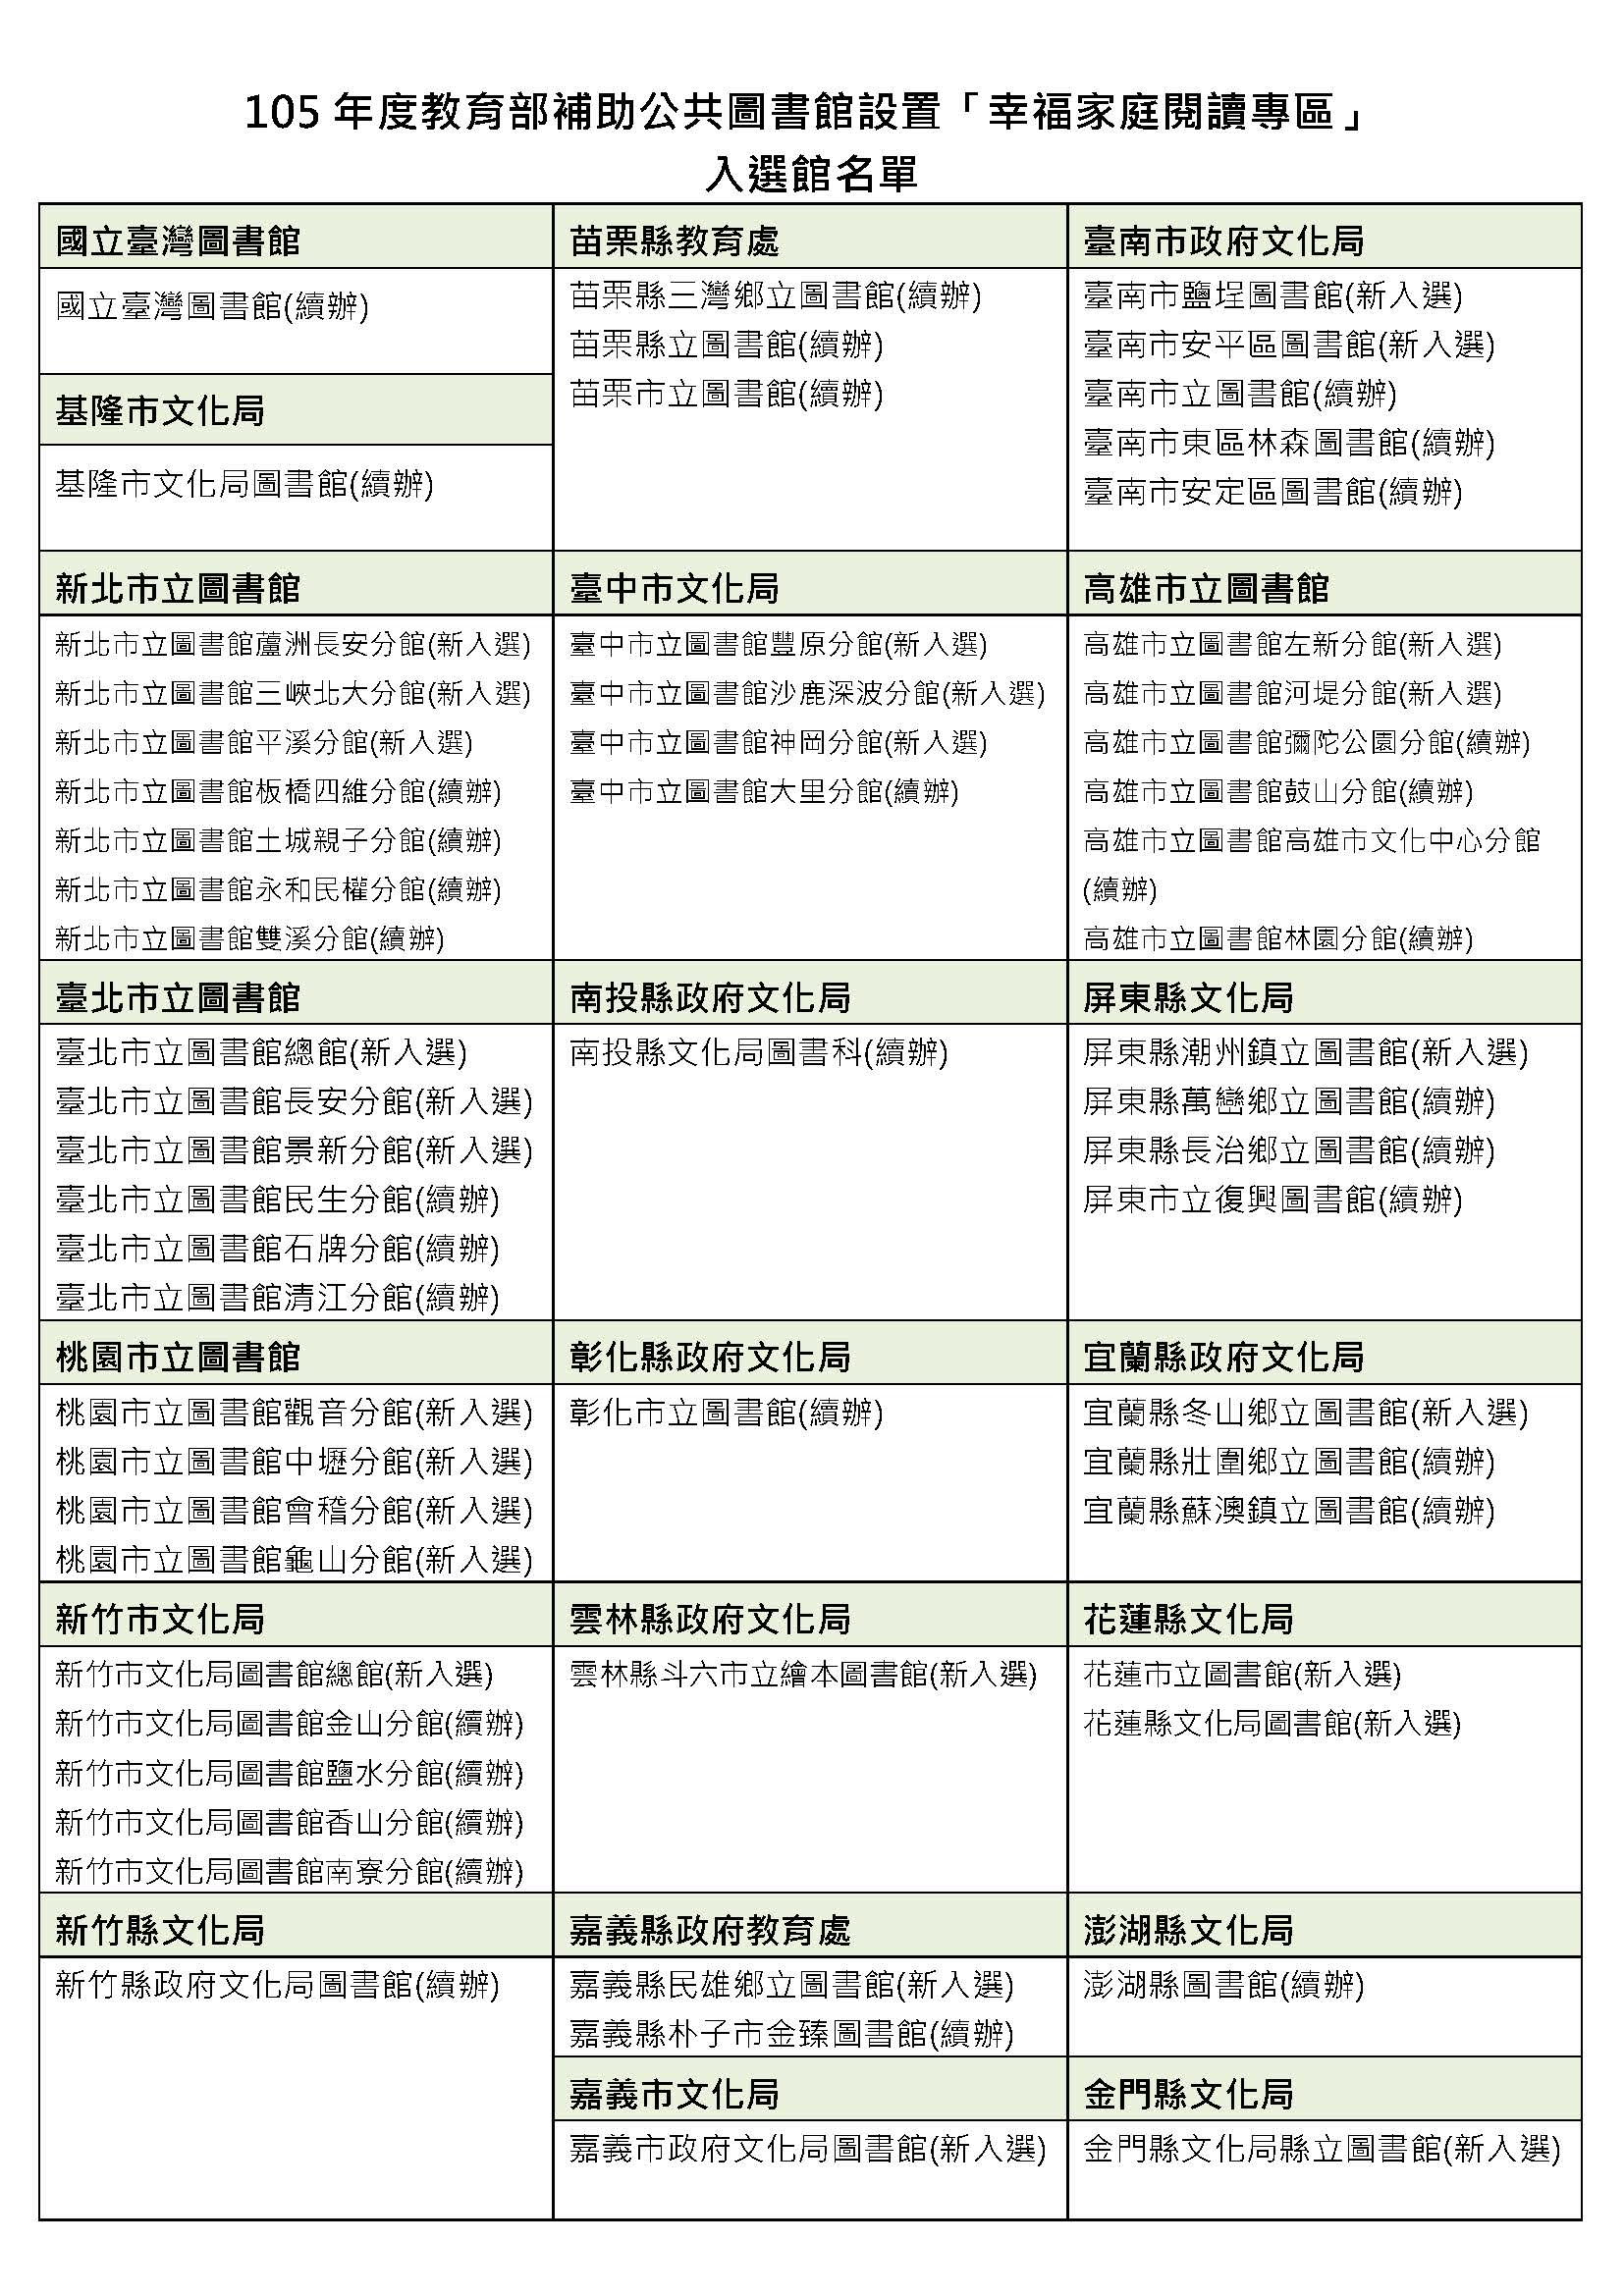 105 年度教育部補助公共圖書館設置「幸福家庭閱讀專區」
入選館名單
國立臺灣圖書館
國立臺灣圖書館(續辦)
基隆市文化局
基隆市文化局圖書館(續辦)
苗栗縣教育處
苗栗縣三灣鄉立圖書館(續辦)
苗栗縣立圖書館(續辦)
苗栗市立圖書館(續辦)
臺南市政府文化局
臺南市鹽埕圖書館(新入選)
臺南市安平區圖書館(新入選)
臺南市立圖書館(續辦)
臺南市東區林森圖書館(續辦)
臺南市安定區圖書館(續辦)
新北市立圖書館
新北市立圖書館蘆洲長安分館(新入選)
新北市立圖書館三峽北大分館(新入選)
新北市立圖書館平溪分館(新入選)
新北市立圖書館板橋四維分館(續辦)
新北市立圖書館土城親子分館(續辦)
新北市立圖書館永和民權分館(續辦)
新北市立圖書館雙溪分館(續辦)
臺中市文化局
臺中市立圖書館豐原分館(新入選)
臺中市立圖書館沙鹿深波分館(新入選)
臺中市立圖書館神岡分館(新入選)
臺中市立圖書館大里分館(續辦)
高雄市立圖書館
高雄市立圖書館左新分館(新入選)
高雄市立圖書館河堤分館(新入選)
高雄市立圖書館彌陀公園分館(續辦)
高雄市立圖書館鼓山分館(續辦)
高雄市立圖書館高雄市文化中心分館
(續辦)
高雄市立圖書館林園分館(續辦)
臺北市立圖書館
臺北市立圖書館總館(新入選)
臺北市立圖書館長安分館(新入選)
臺北市立圖書館景新分館(新入選)
臺北市立圖書館民生分館(續辦)
臺北市立圖書館石牌分館(續辦)
臺北市立圖書館清江分館(續辦)
南投縣政府文化局
南投縣文化局圖書科(續辦)
屏東縣文化局
屏東縣潮州鎮立圖書館(新入選)
屏東縣萬巒鄉立圖書館(續辦)
屏東縣長治鄉立圖書館(續辦)
屏東市立復興圖書館(續辦)
桃園市立圖書館
桃園市立圖書館觀音分館(新入選)
桃園市立圖書館中壢分館(新入選)
桃園市立圖書館會稽分館(新入選)
桃園市立圖書館龜山分館(新入選)
彰化縣政府文化局
彰化市立圖書館(續辦)
宜蘭縣政府文化局
宜蘭縣冬山鄉立圖書館(新入選)
宜蘭縣壯圍鄉立圖書館(續辦)
宜蘭縣蘇澳鎮立圖書館(續辦)
新竹市文化局
新竹市文化局圖書館總館(新入選)
新竹市文化局圖書館金山分館(續辦)
新竹市文化局圖書館鹽水分館(續辦)
新竹市文化局圖書館香山分館(續辦)
新竹市文化局圖書館南寮分館(續辦)
雲林縣政府文化局
雲林縣斗六市立繪本圖書館(新入選)
花蓮縣文化局
花蓮市立圖書館(新入選)
花蓮縣文化局圖書館(新入選)
新竹縣文化局
新竹縣政府文化局圖書館(續辦)
嘉義縣政府教育處
嘉義縣民雄鄉立圖書館(新入選)
嘉義縣朴子市金臻圖書館(續辦)
嘉義市文化局
嘉義市政府文化局圖書館(新入選)
澎湖縣文化局
澎湖縣圖書館(續辦)
金門縣文化局
金門縣文化局縣立圖書館(新入選)